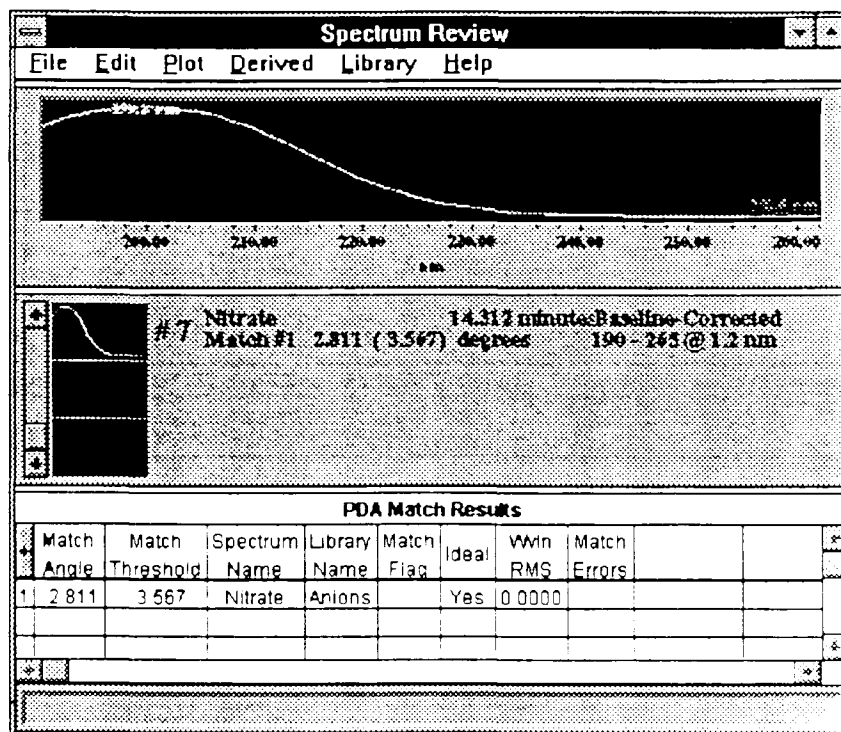 Spectrum Review
File Edit Plot Derived Library Help
200.00 210.00 220.00 230.00 240.00 250.00 260.00
nm
#7 Nitrate 14.312 minutes Baseline-Corrected
Match #1 2.811 ( 3.567) degrees 190 - 265 @ 1.2 nm
PDA Match Results
Match Angle Match Threshold Spectrum Name Library Name Match Flag Ideal Win RMS Match Errors
1 2.811 3.567 Nitrate Anions Yes 0.0000